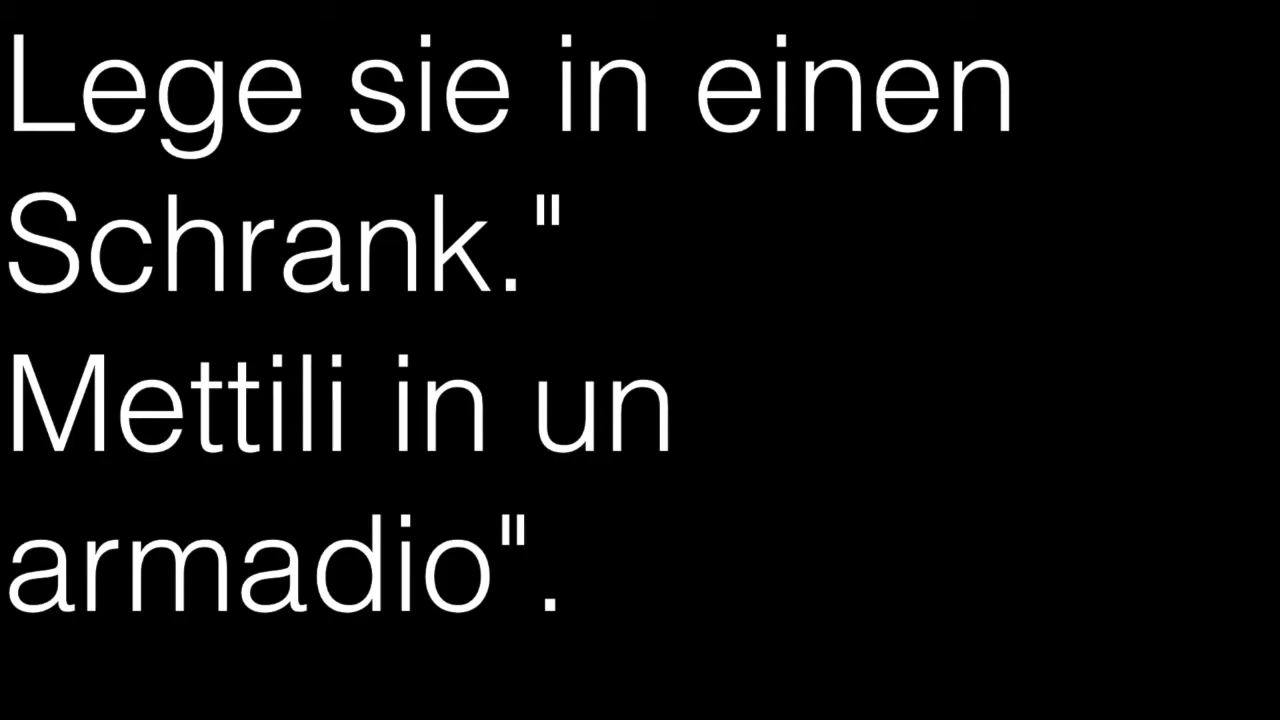 Lege sie in einen
Schrank."
Mettili in un
armadio".